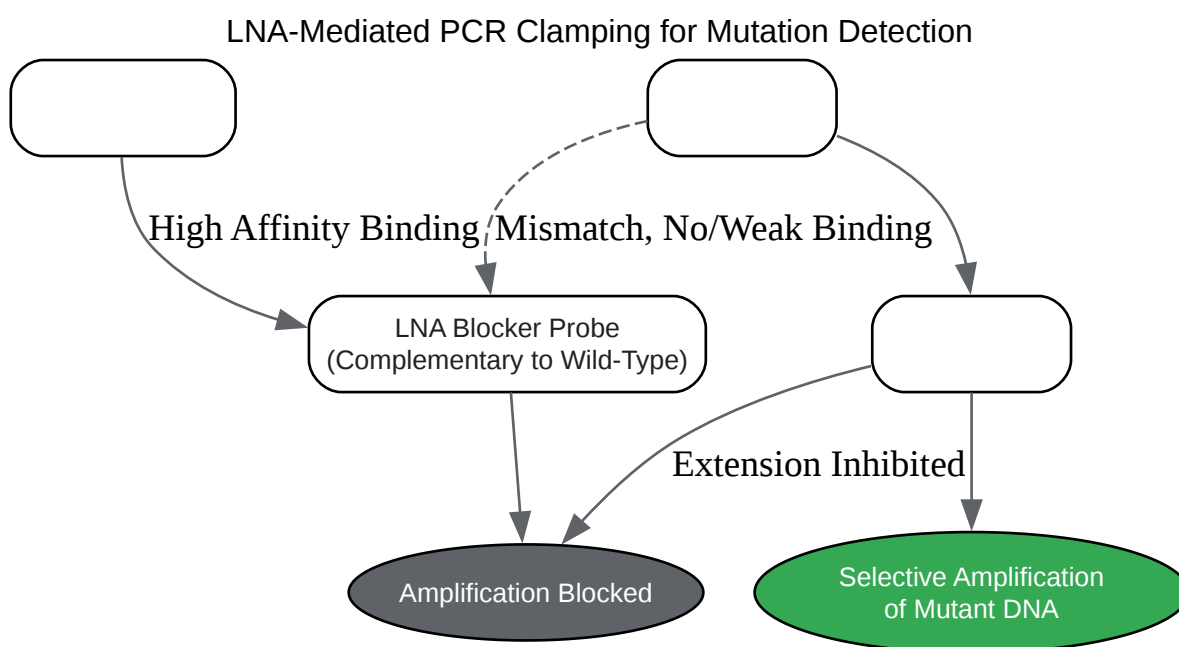 LNA-Mediated PCR Clamping for Mutation Detection
High Affinity Binding
Mismatch, No/Weak Binding
LNA Blocker Probe
(Complementary to Wild-Type)
Extension Inhibited
Amplification Blocked
Selective Amplification
of Mutant DNA